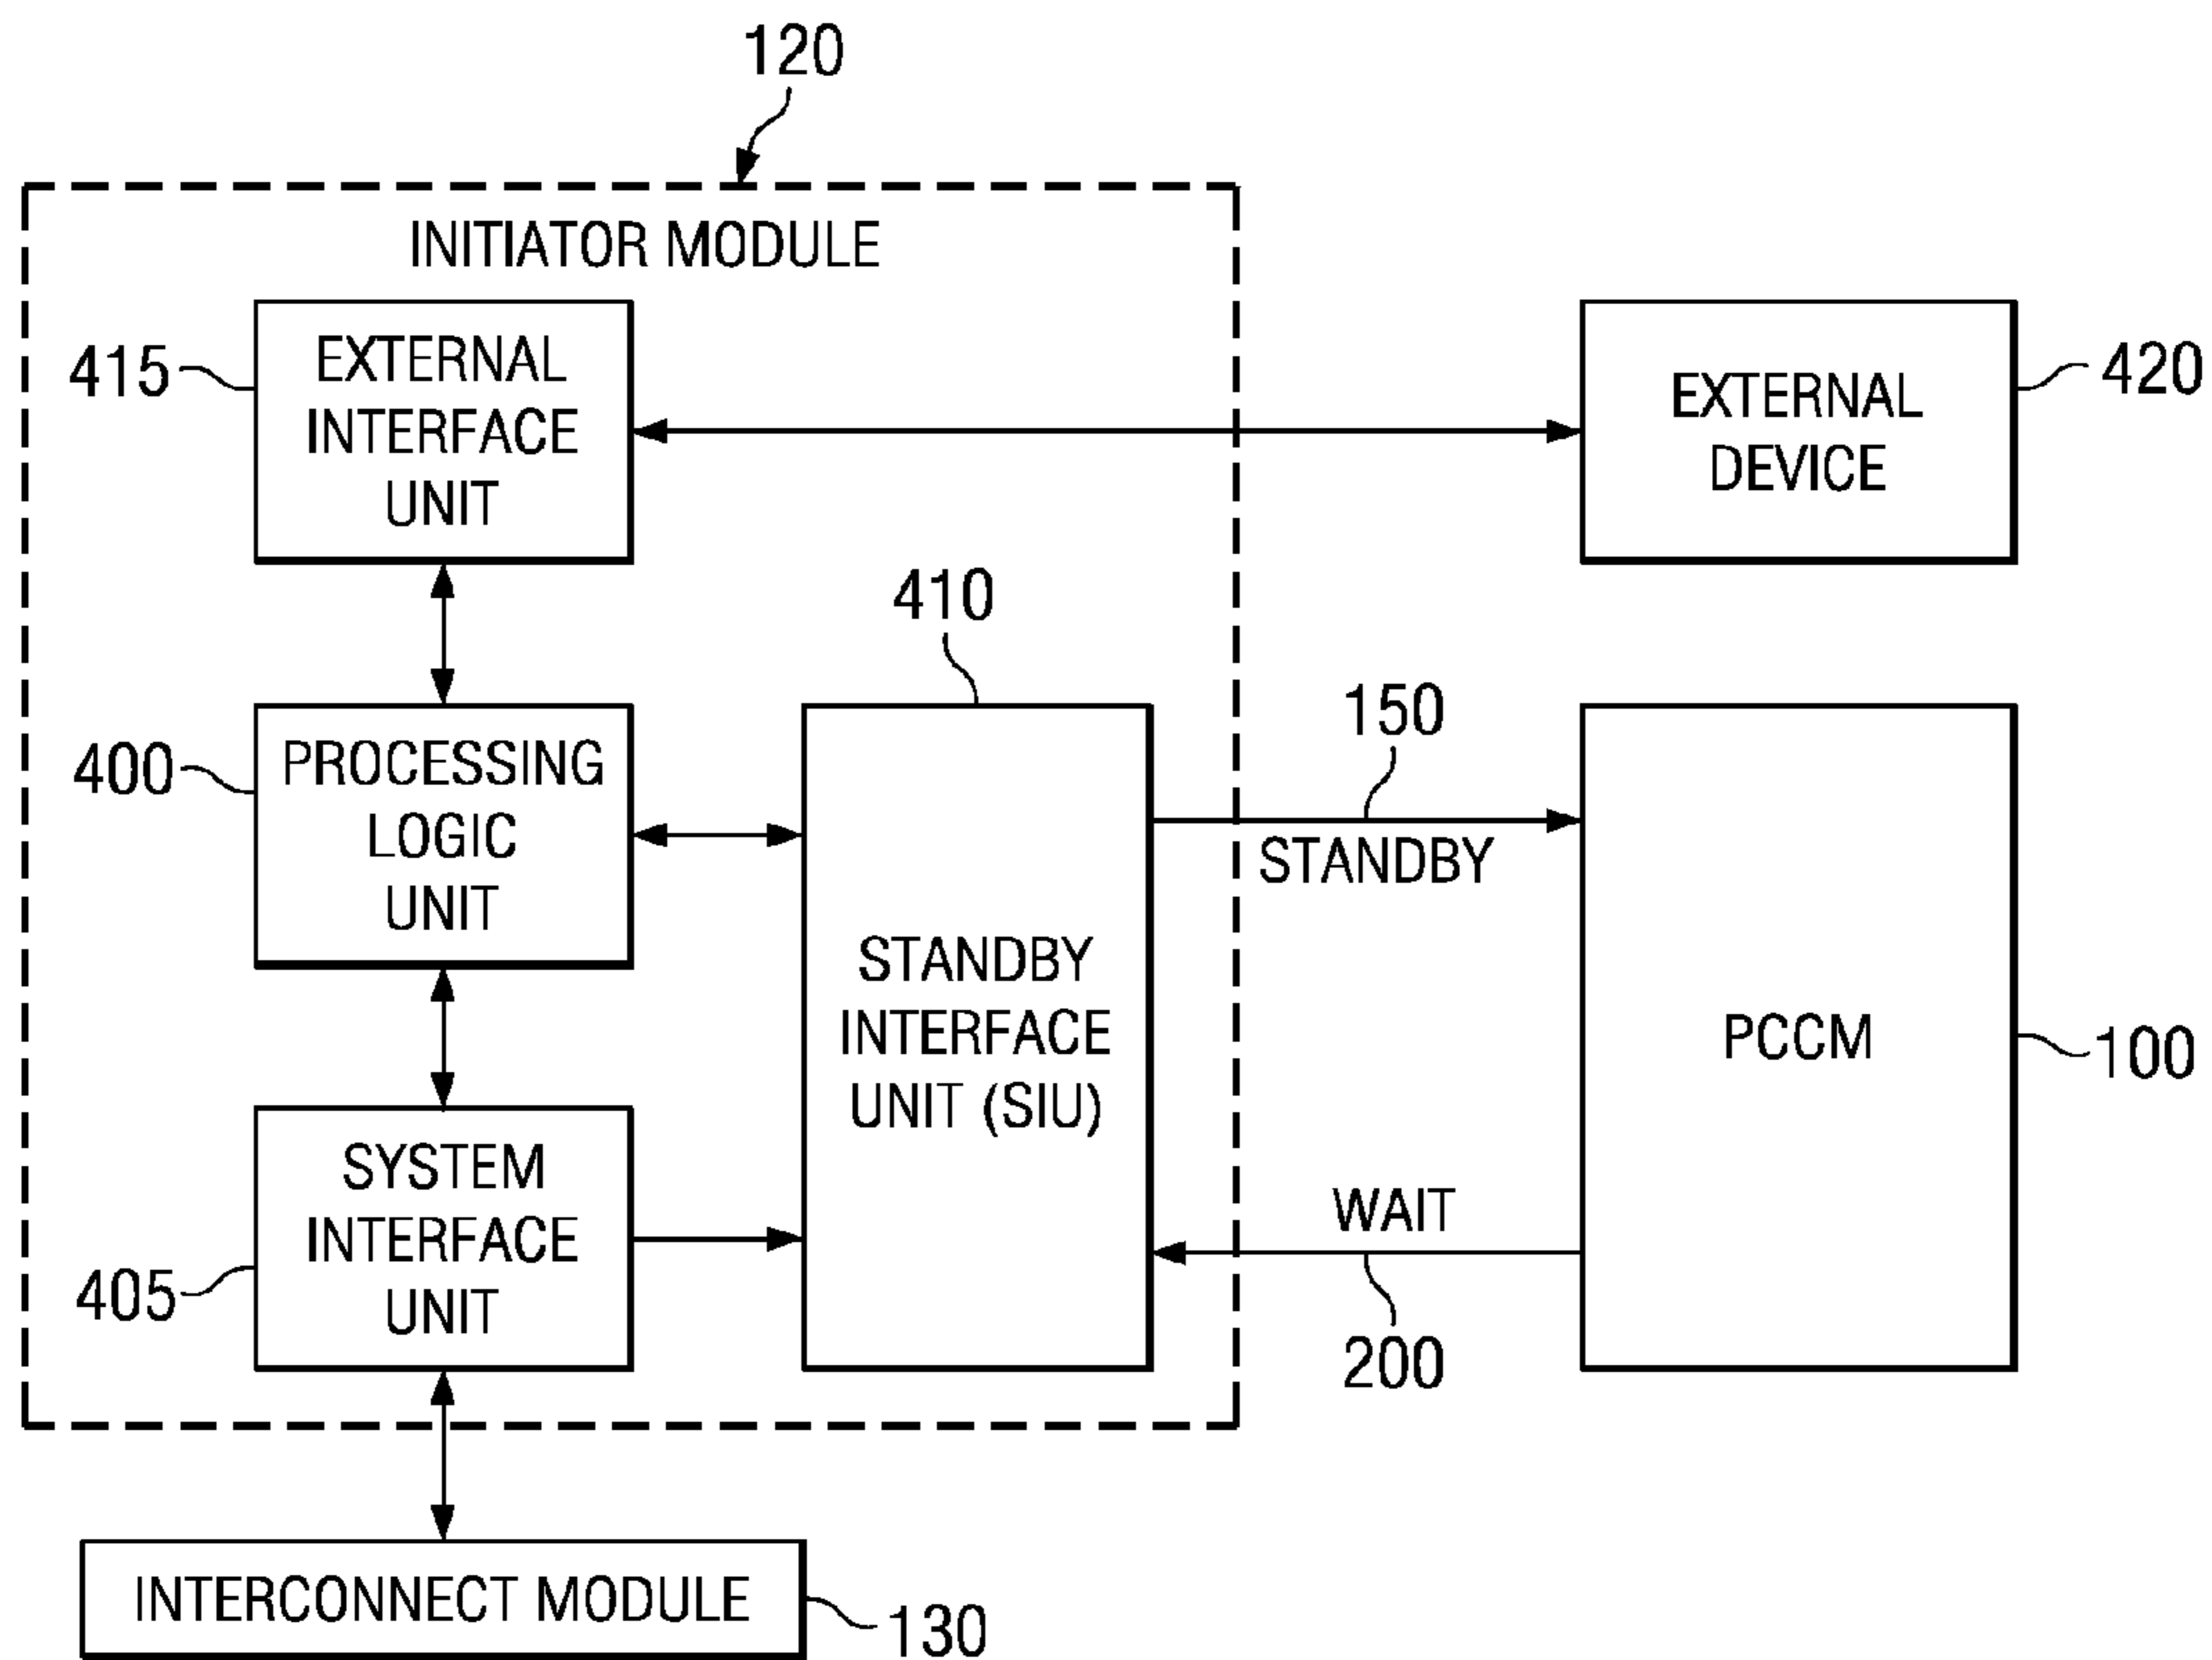 120
INITIATOR MODULE
415
EXTERNAL
INTERFACE
UNIT
EXTERNAL
DEVICE
420
410
400
PROCESSING
LOGIC
UNIT
150
STANDBY
STANDBY
INTERFACE
UNIT (SIU)
PCCM
100
405
SYSTEM
INTERFACE
UNIT
WAIT
200
INTERCONNECT MODULE
130